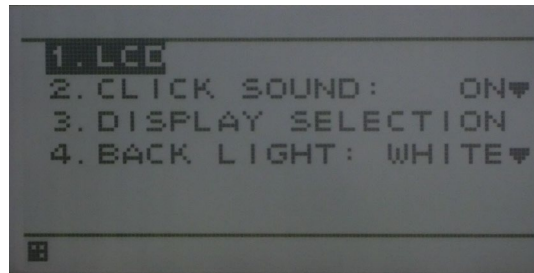 1.LCD
2.CLICK SOUND: ON▼
3.DISPLAY SELECTION
4.BACK LIGHT: WHITE▼